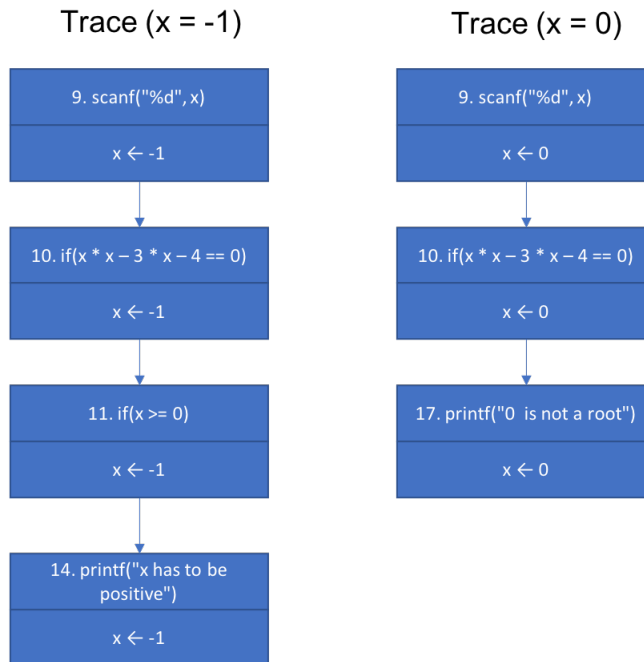 Trace (x = -1)
9. scanf("%d", x)
x ← -1
10. if(x * x – 3 * x – 4 == 0)
x ← -1
11. if(x >= 0)
x ← -1
14. printf("x has to be
positive")
x ← -1
Trace (x = 0)
9. scanf("%d", x)
x ← 0
10. if(x * x – 3 * x – 4 == 0)
x ← 0
17. printf("0  is not a root")
x ← 0